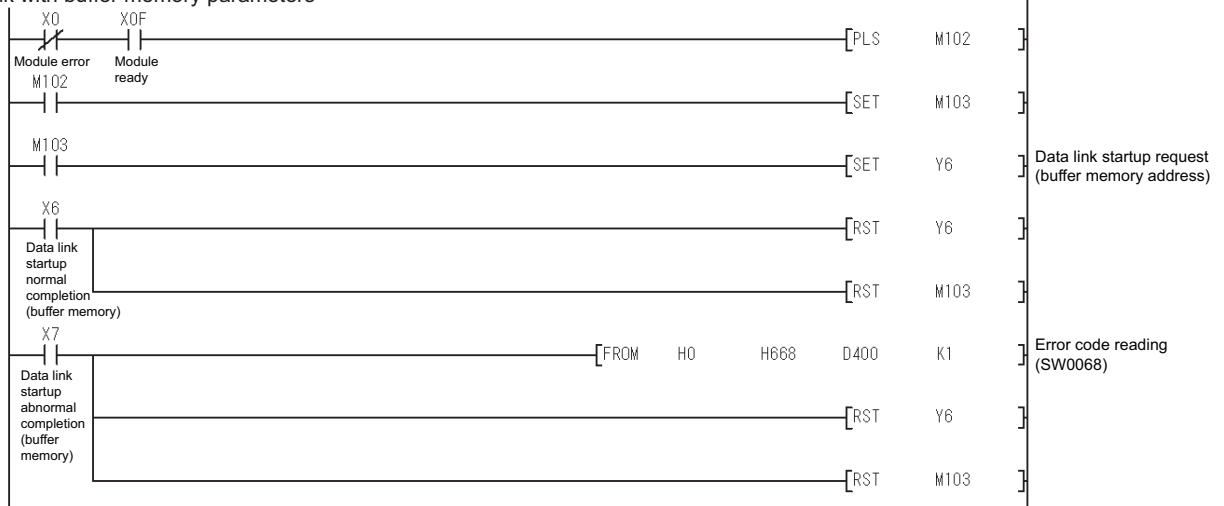 k with buffer memory parameters
X0 X0F
PLS M102
Module error Module ready
M102
SET M103
M103
SET Y6 Data link startup request (buffer memory address)
X6
RST Y6
Data link
startup
normal
completion
(buffer memory)
RST M103
X7
FROM H0 H668 D400 K1 Error code reading (SW0068)
Data link
startup
abnormal
completion
(buffer
memory)
RST Y6
RST M103